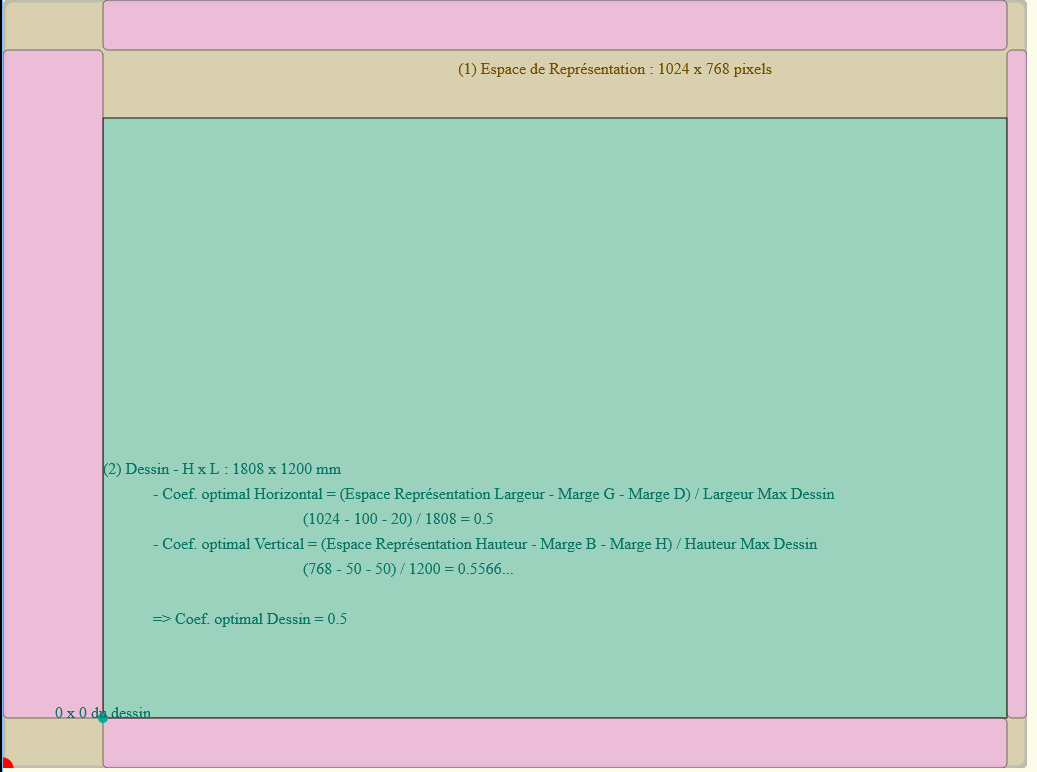 (1) Espace de Représentation : 1024 x 768 pixels
(2) Dessin - H x L : 1808 x 1200 mm
- Coef. optimal Horizontal = (Espace Représentation Largeur - Marge G - Marge D) / Largeur Max Dessin
(1024 - 100 - 20) / 1808 = 0.5
- Coef. optimal Vertical = (Espace Représentation Hauteur - Marge B - Marge H) / Hauteur Max Dessin
(768 - 50 - 50) / 1200 = 0.5566...
=> Coef. optimal Dessin = 0.5
0 x 0 du dessin